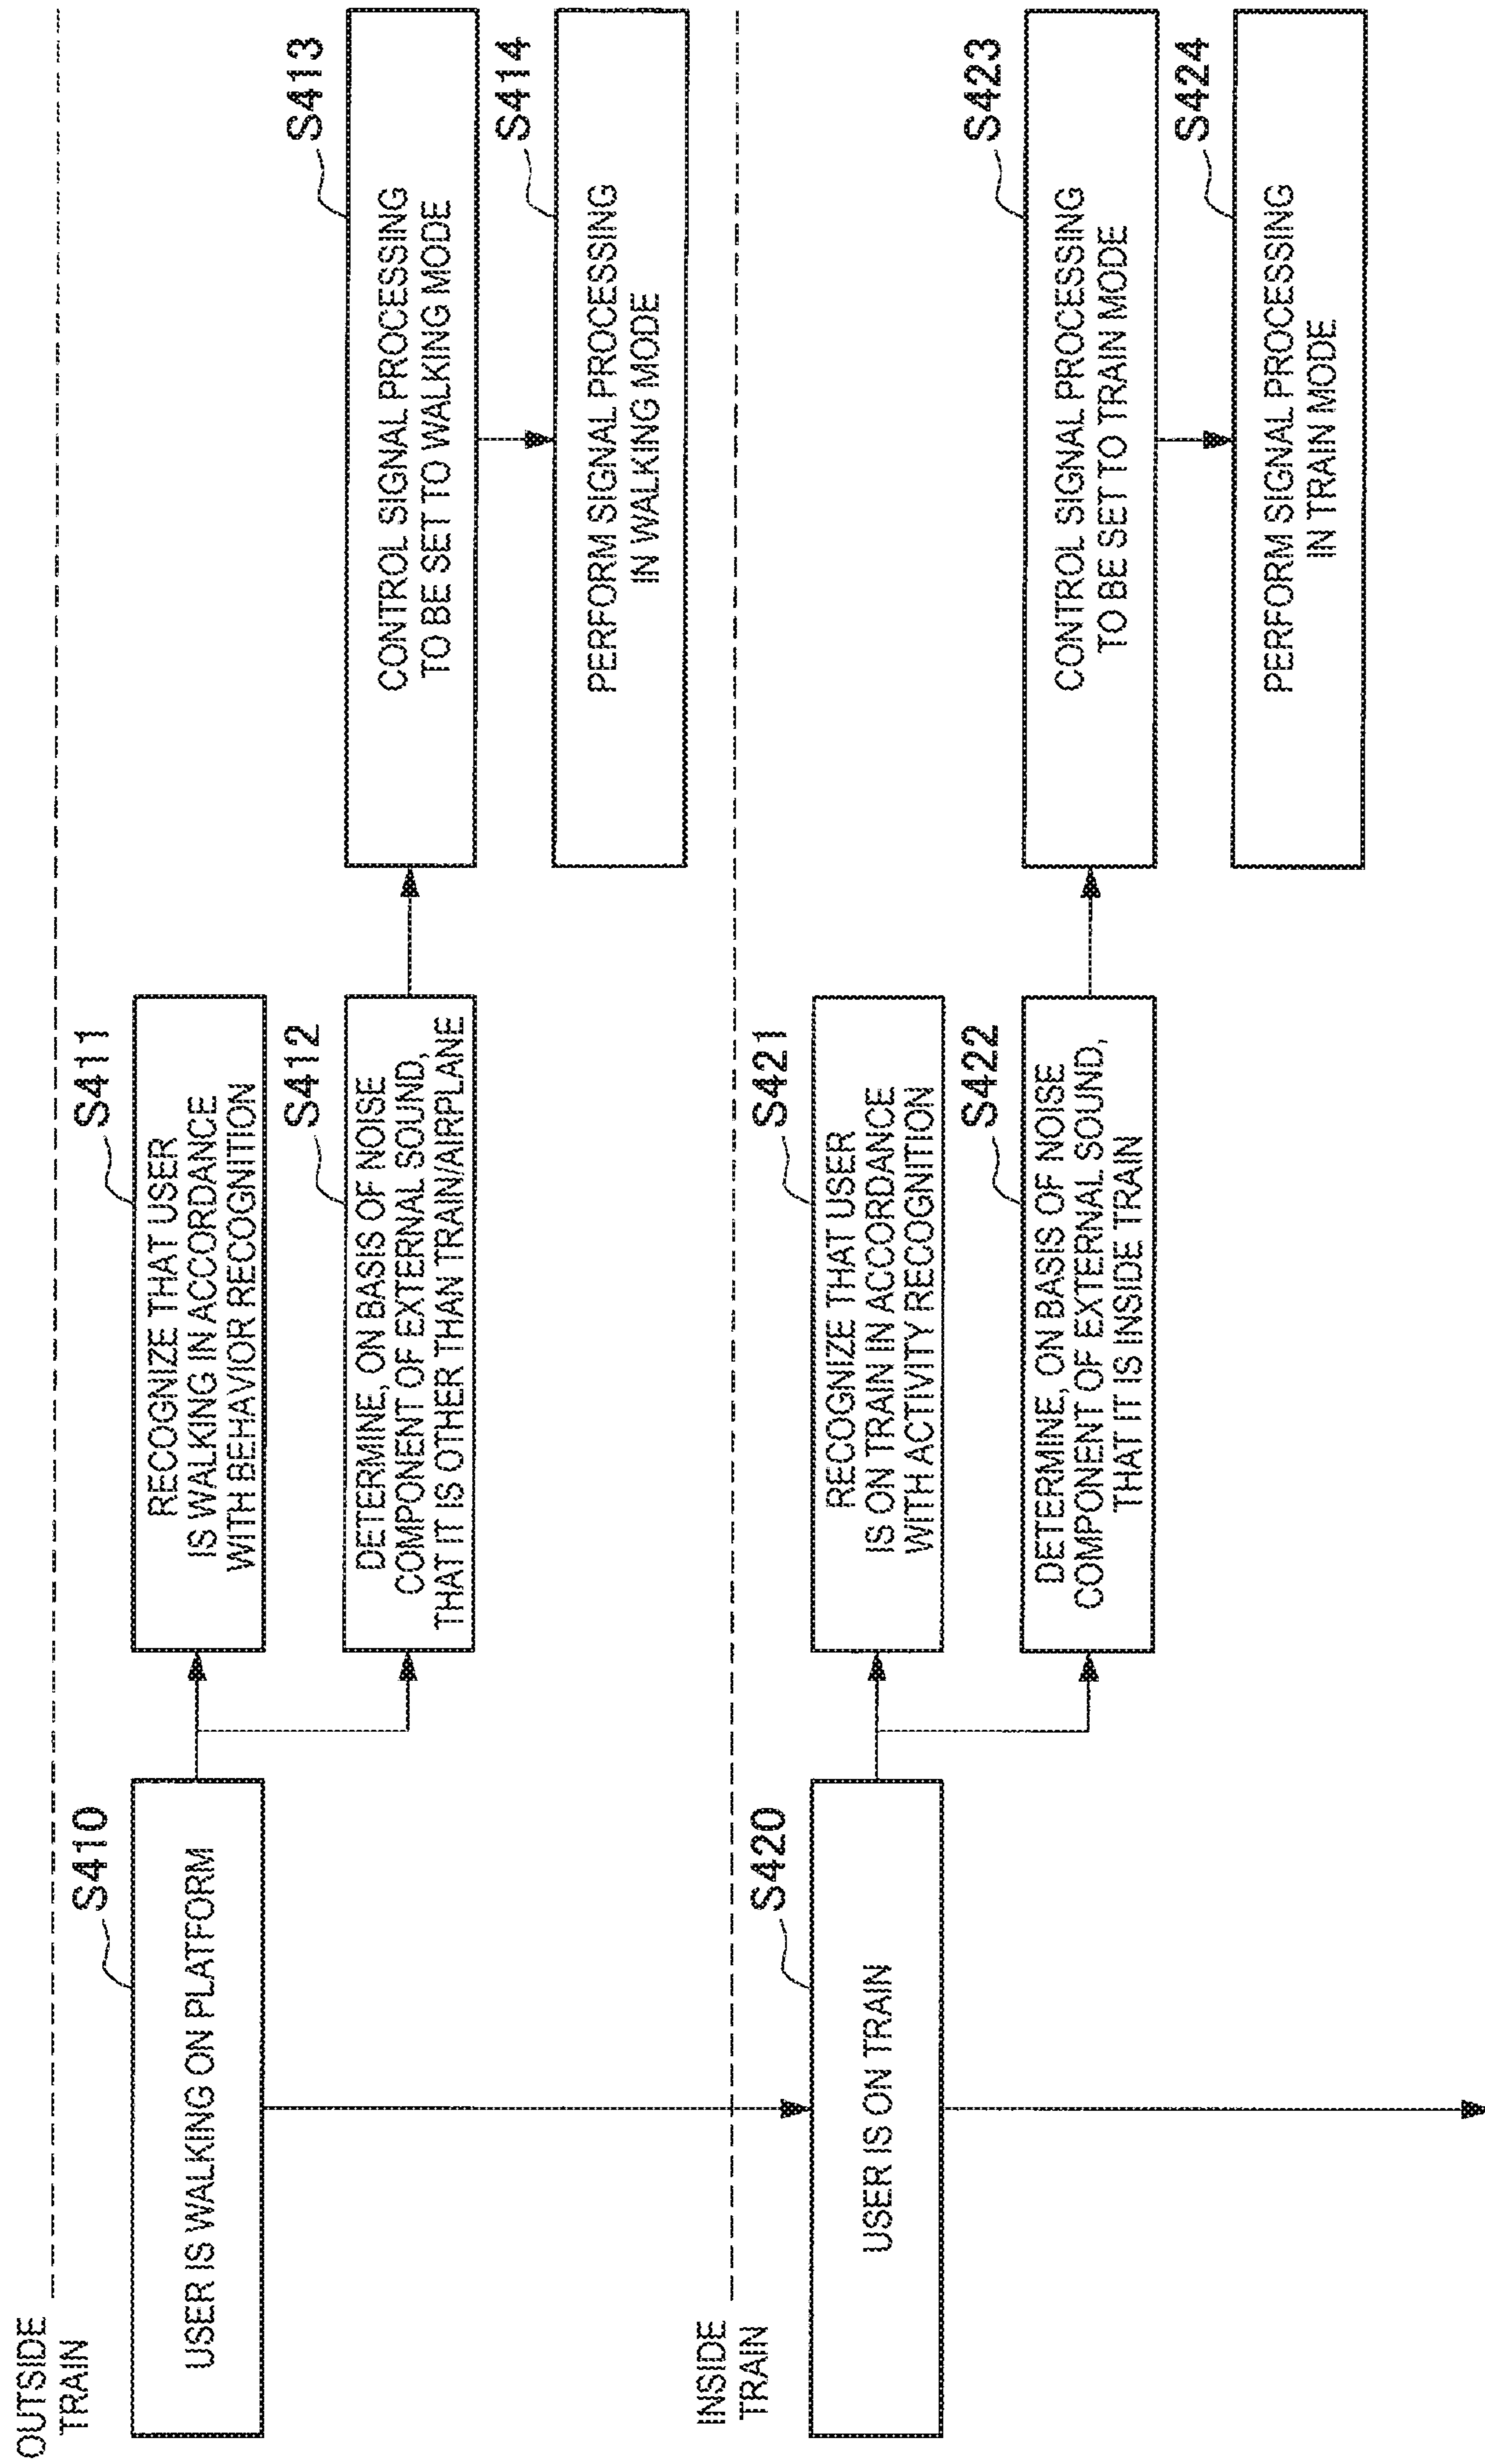 OUTSIDE
TRAIN
S410
USER IS WALKING ON PLATFORM
S411
RECOGNIZE THAT USER
IS WALKING IN ACCORDANCE
WITH BEHAVIOR RECOGNITION
S412
DETERMINE, ON BASIS OF NOISE
COMPONENT OF EXTERNAL SOUND,
THAT IT IS OTHER THAN TRAIN/AIRPLANE
S413
CONTROL SIGNAL PROCESSING
TO BE SET TO WALKING MODE
S414
PERFORM SIGNAL PROCESSING
IN WALKING MODE
INSIDE
TRAIN
S420
USER IS ON TRAIN
S421
RECOGNIZE THAT USER
IS ON TRAIN IN ACCORDANCE
WITH ACTIVITY RECOGNITION
S422
DETERMINE, ON BASIS OF NOISE
COMPONENT OF EXTERNAL SOUND,
THAT IT IS INSIDE TRAIN
S423
CONTROL SIGNAL PROCESSING
TO BE SET TO TRAIN MODE
S424
PERFORM SIGNAL PROCESSING
IN TRAIN MODE